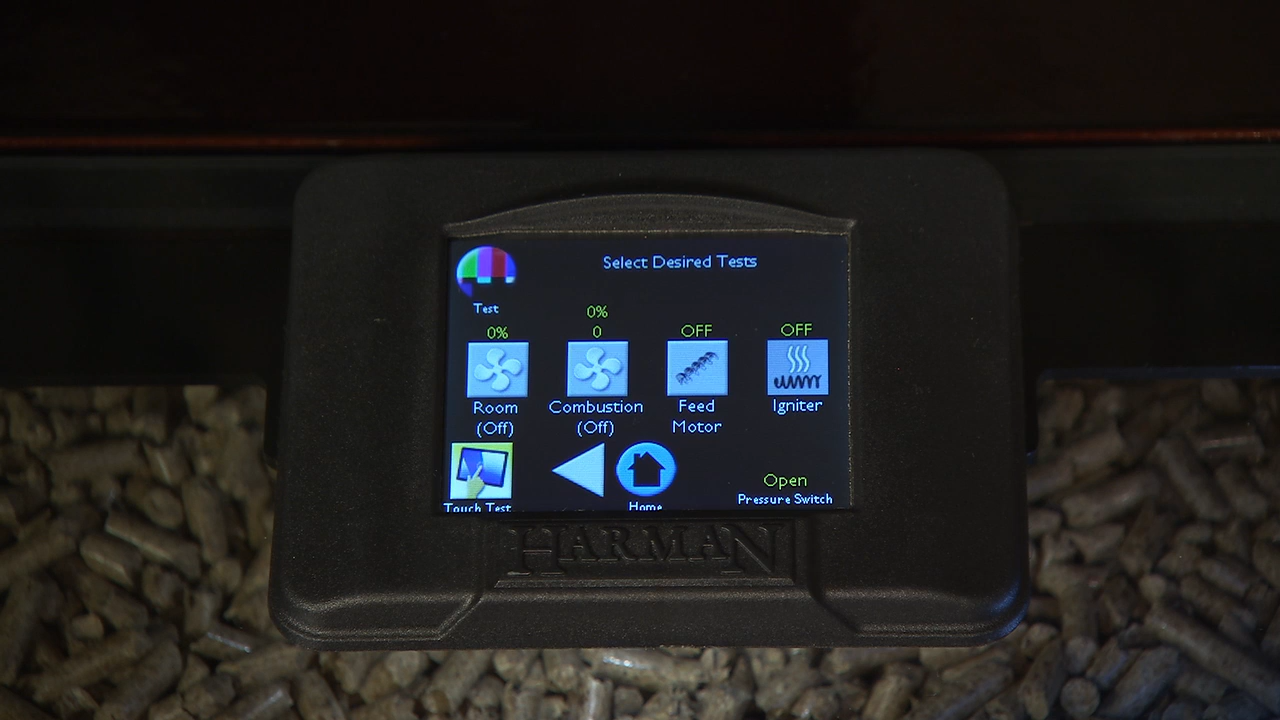 Select Desired Tests
Test
0%
0% 0 OFF OFF
Room Combustion Feed Igniter
(Off) (Off) Motor
Open
Touch Test Home Pressure Switch
HARMAN